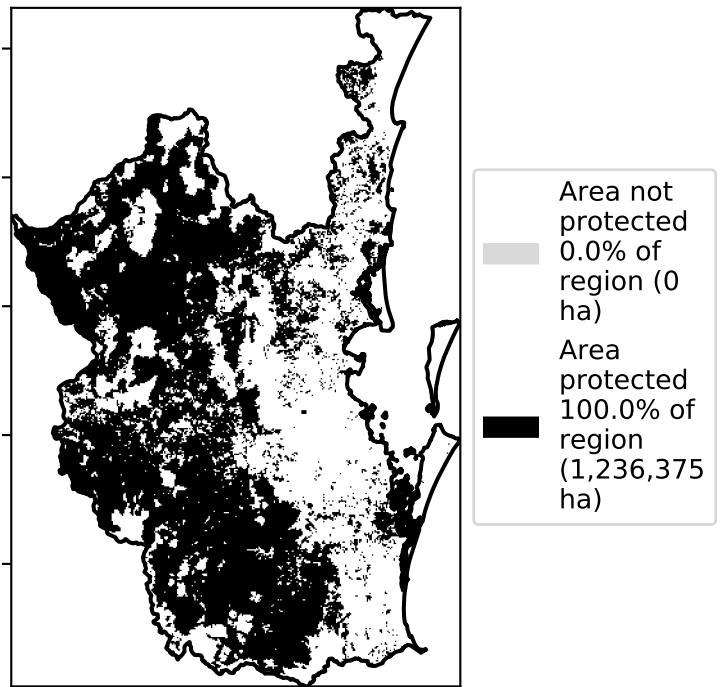 Area not
protected
0.0% of
region (0
ha)
Area
protected
100.0% of
region
(1,236,375
ha)